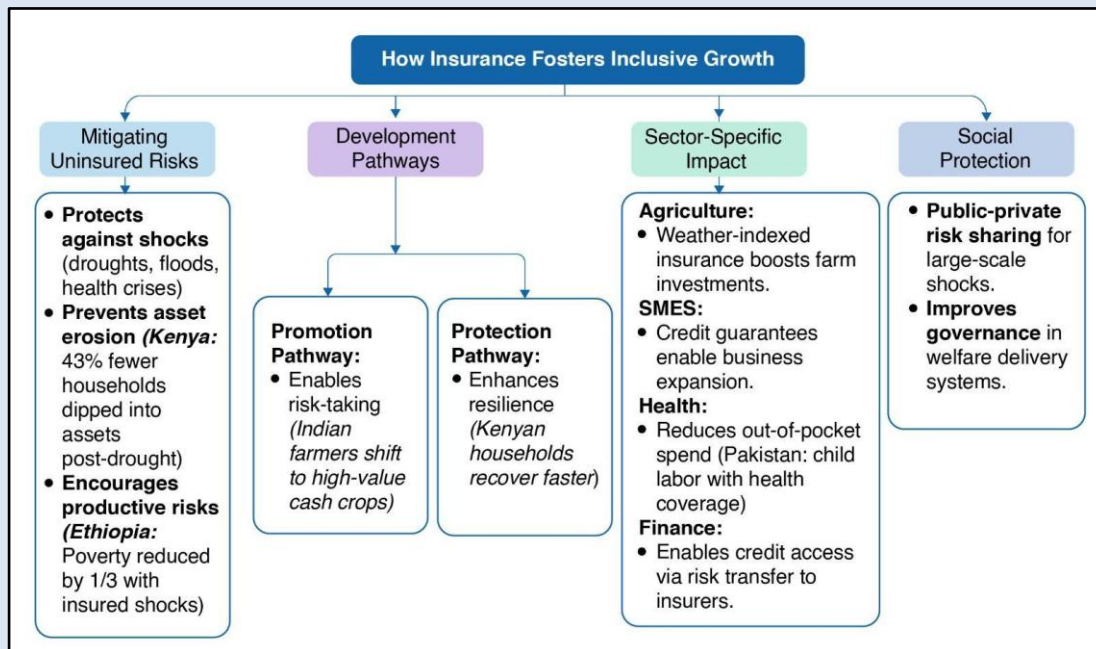 How Insurance Fosters Inclusive Growth
Mitigating
Uninsured Risks
• Protects
against shocks
(droughts, floods,
health crises)
• Prevents asset
erosion (Kenya:
43% fewer
households
dipped into
assets
post-drought)
• Encourages
productive risks
(Ethiopia:
Poverty reduced
by 1/3 with
insured shocks)
Development
Pathways
Promotion
Pathway:
• Enables
risk-taking
(Indian
farmers shift
to high-value
cash crops)
Protection
Pathway:
• Enhances
resilience
(Kenyan
households
recover faster)
Sector-Specific
Impact
Agriculture:
• Weather-indexed
insurance boosts farm
investments.
SMES:
• Credit guarantees
enable business
expansion.
Health:
• Reduces out-of-pocket
spend (Pakistan: child
labor with health
coverage)
Finance:
• Enables credit access
via risk transfer to
insurers.
Social
Protection
• Public-private
risk sharing for
large-scale
shocks.
• Improves
governance in
welfare delivery
systems.